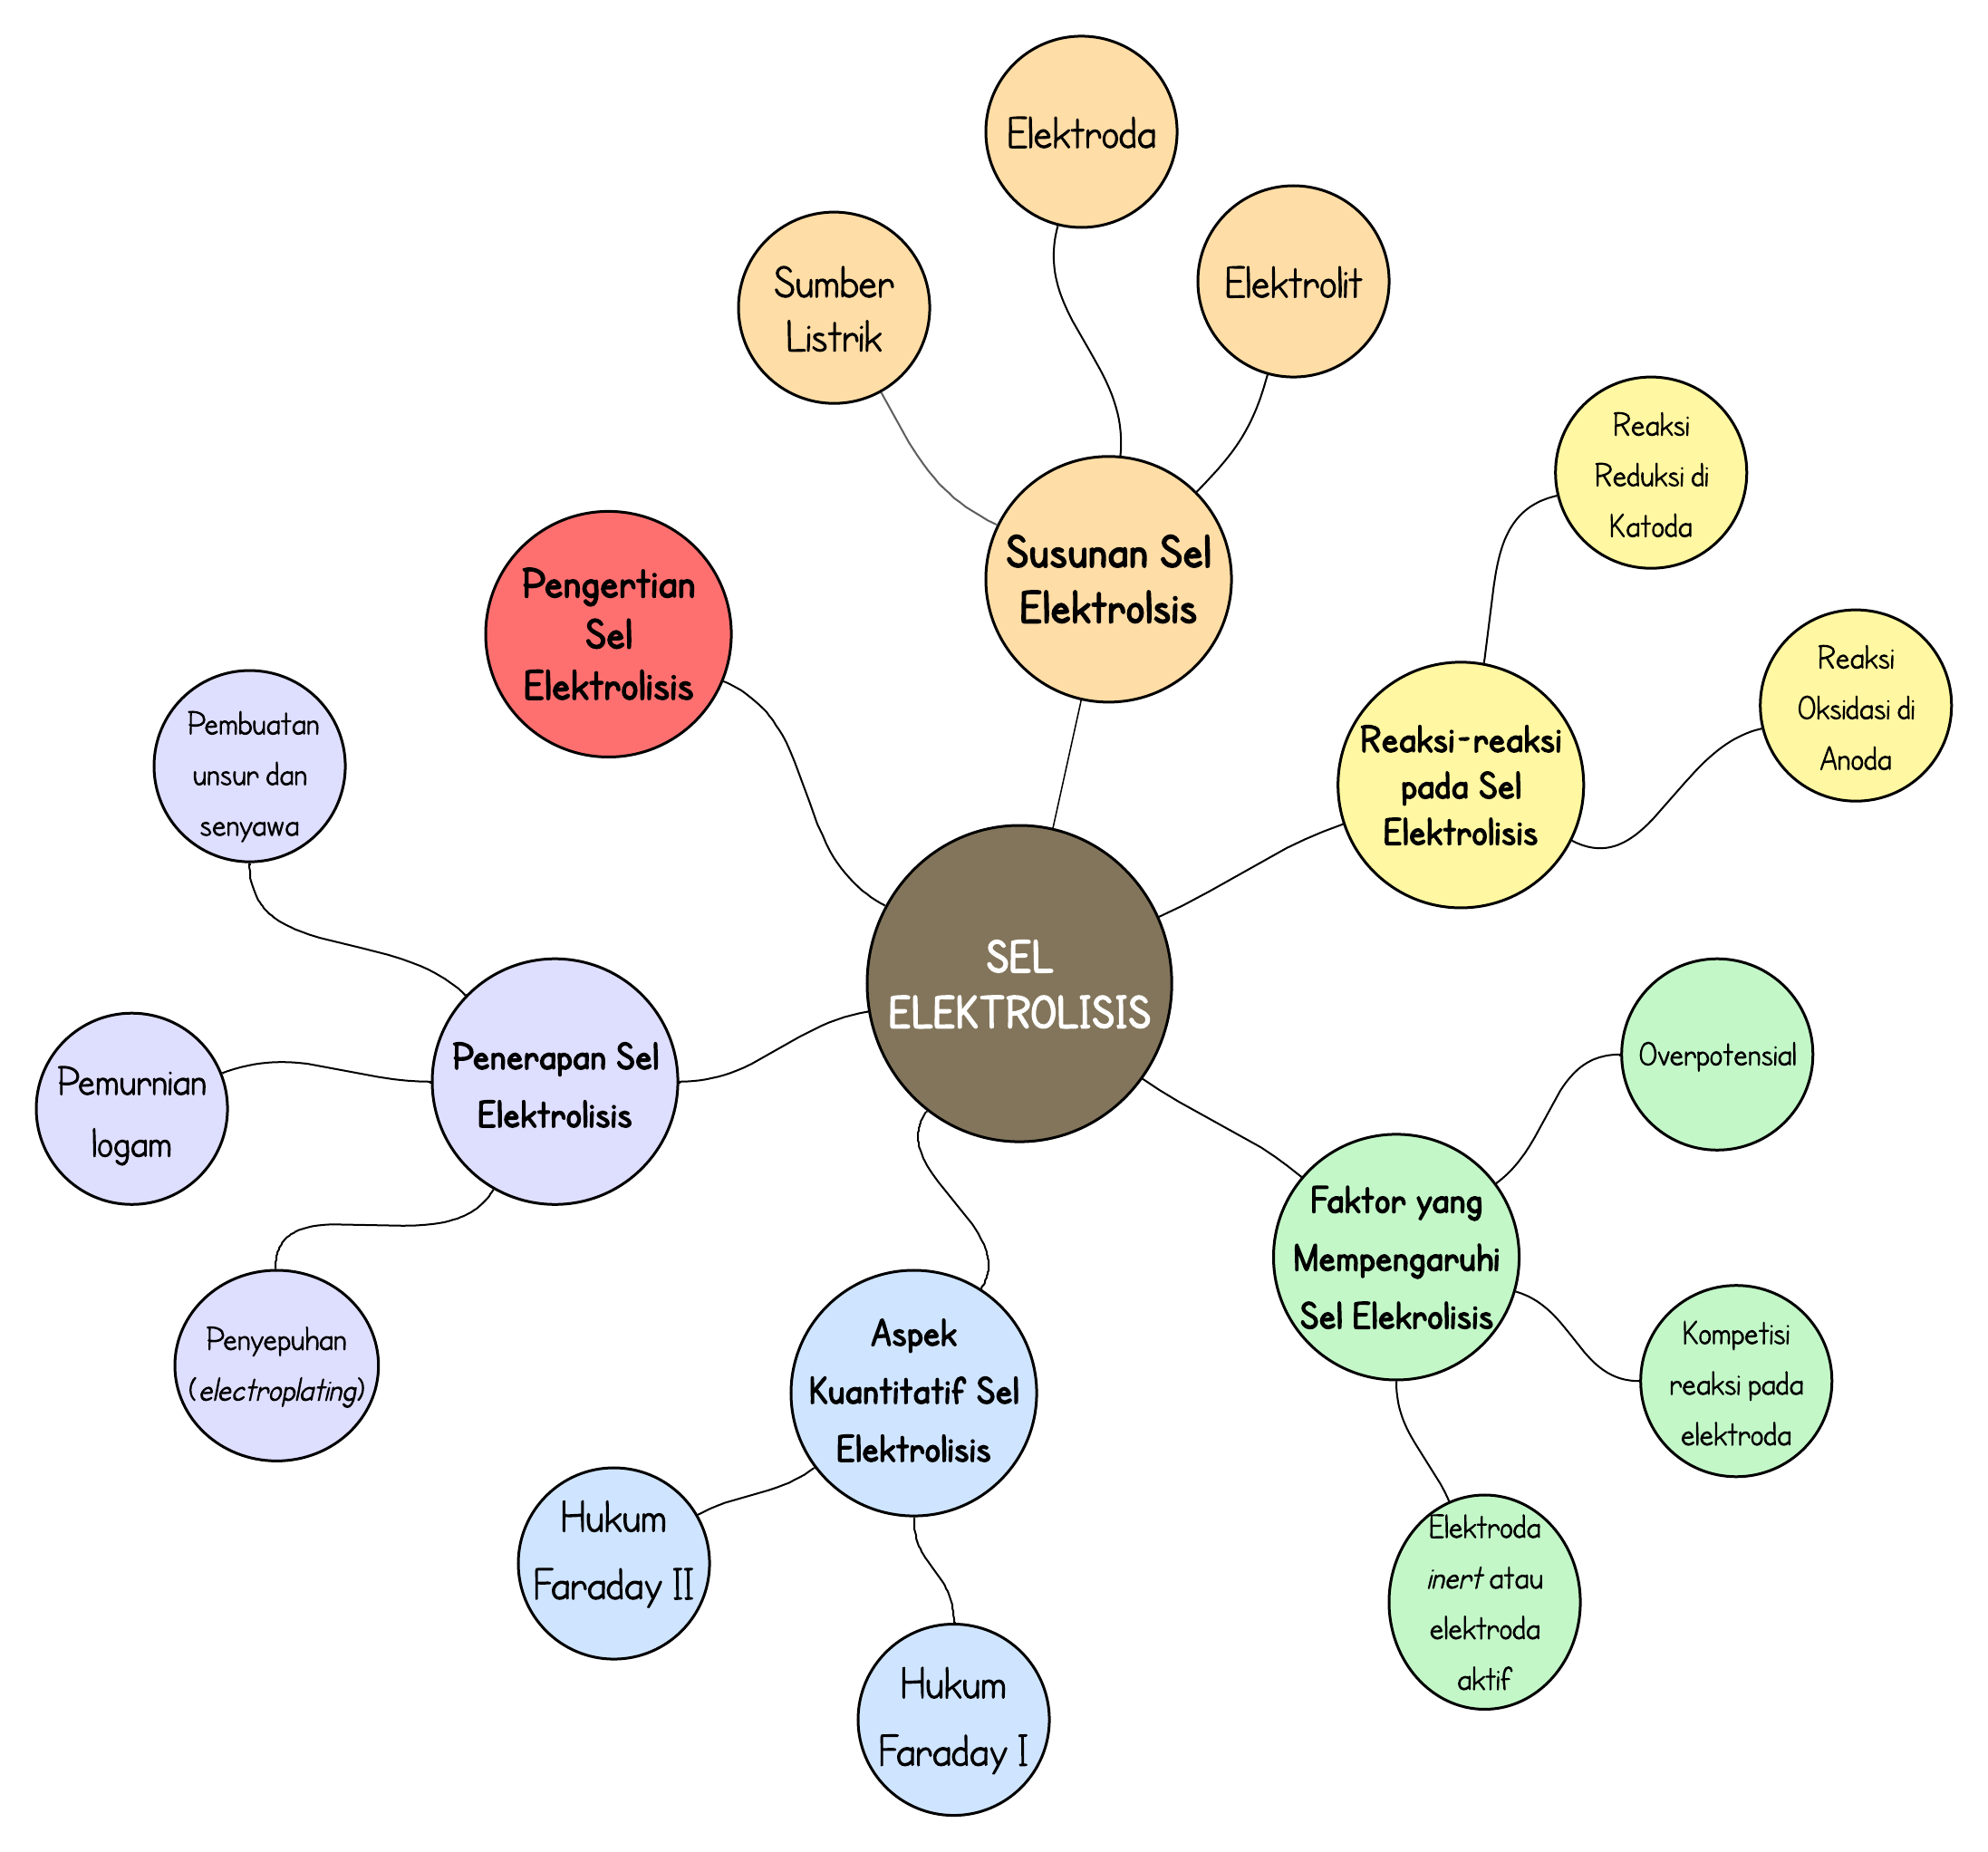 Elektroda
Elektrolit
Sumber
Listrik
Susunan Sel
Elektrolsis
Reaksi
Reduksi di
Katoda
Reaksi
Oksidasi di
Anoda
Reaksi-reaksi
pada Sel
Elektrolisis
Pengertian
Sel
Elektrolisis
Pembuatan
unsur dan
senyawa
SEL
ELEKTROLISIS
Penerapan Sel
Elektrolisis
Pemurnian
logam
Penyepuhan
(electroplating)
Overpotensial
Faktor yang
Mempengaruhi
Sel Elekrolisis
Kompetisi
reaksi pada
elektroda
Elektroda
inert atau
elektroda
aktif
Aspek
Kuantitatif Sel
Elektrolisis
Hukum
Faraday II
Hukum
Faraday I